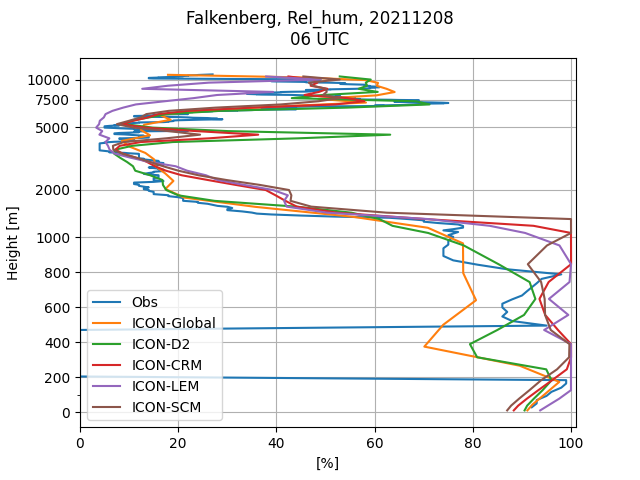 Falkenberg, Rel_hum, 20211208
06 UTC
10000
7500
5000
2000
1000
800
600
400
200
0
Height [m]
Obs
ICON-Global
ICON-D2
ICON-CRM
ICON-LEM
ICON-SCM
0 20 40 60 80 100
[%]